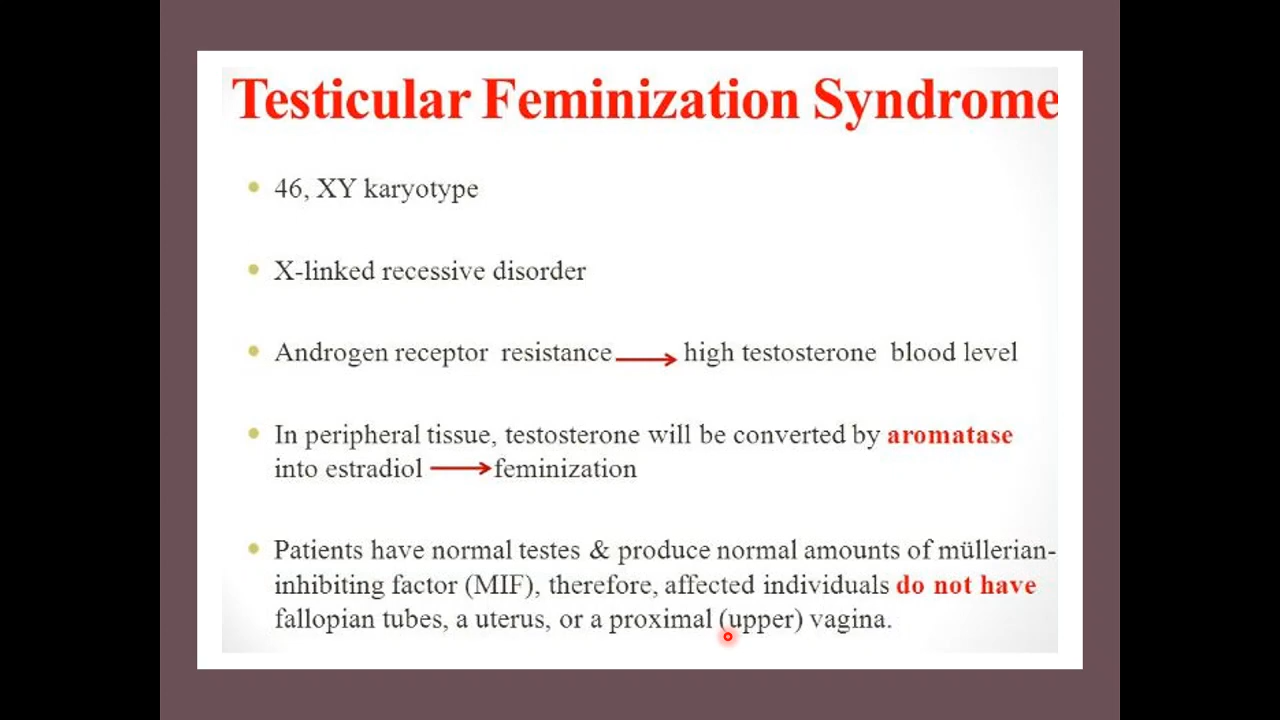 Testicular Feminization Syndrome
• 46, XY karyotype
• X-linked recessive disorder
• Androgen receptor resistance → high testosterone blood level
• In peripheral tissue, testosterone will be converted by aromatase
into estradiol → feminization
• Patients have normal testes & produce normal amounts of müllerian-
inhibiting factor (MIF), therefore, affected individuals do not have
fallopian tubes, a uterus, or a proximal (upper) vagina.